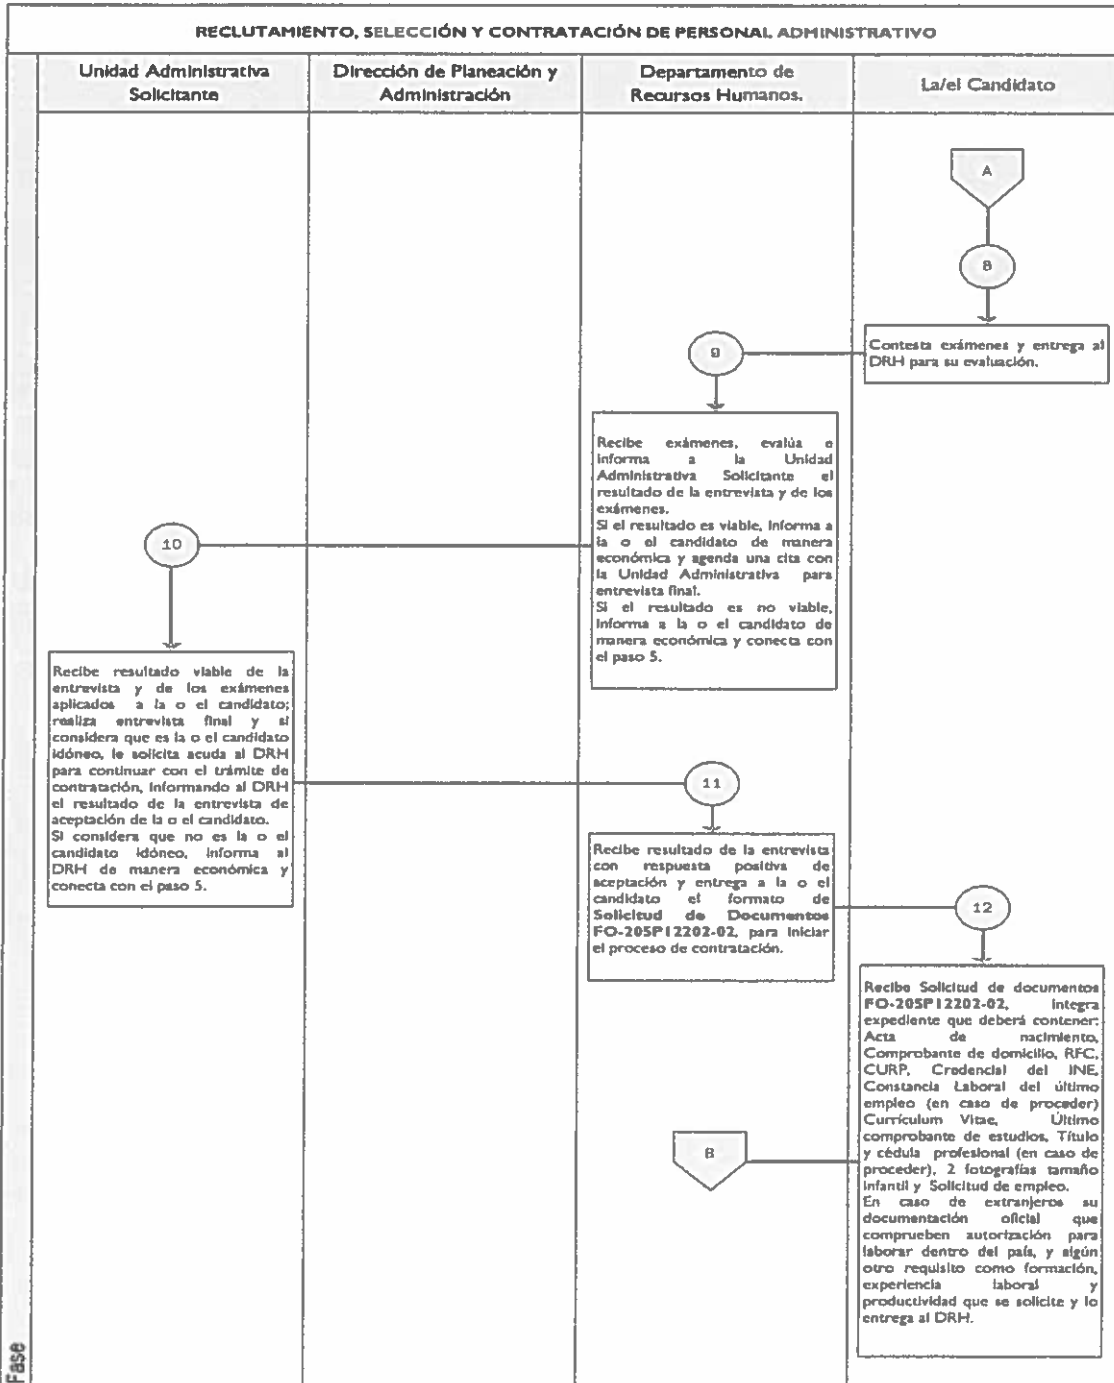 RECLUTAMIENTO, SELECCIÓN Y CONTRATACIÓN DE PERSONAL ADMINISTRATIVO
Unidad Administrativa
Solicitante
Dirección de Planeación y
Administración
Departamento de
Recursos Humanos.
La/el Candidato
A
8
Contesta exámenes y entrega al
DRH para su evaluación.
9
Recibe exámenes, evalúa e
informa a la Unidad
Administrativa Solicitante el
resultado de la entrevista y de los
exámenes.
Si el resultado es viable, informa a
la o el candidato de manera
económica y agenda una cita con
la Unidad Administrativa para
entrevista final.
Si el resultado es no viable,
informa a la o el candidato de
manera económica y conecta con
el paso 5.
10
Recibe resultado viable de la
entrevista y de los exámenes
aplicados a la o el candidato;
realiza entrevista final y si
considera que es la o el candidato
idóneo, le solicita acuda al DRH
para continuar con el trámite de
contratación, informando al DRH
el resultado de la entrevista de
aceptación de la o el candidato.
Si considera que no es la o el
candidato idóneo, informa al
DRH de manera económica y
conecta con el paso 5.
11
Recibe resultado de la entrevista
con respuesta positiva de
aceptación y entrega a la o el
candidato el formato de
Solicitud de Documentos
FO-205P12202-02, para iniciar
el proceso de contratación.
12
Recibe Solicitud de documentos
FO-205P12202-02, integra
expediente que deberá contener:
Acta de nacimiento,
Comprobante de domicilio, RFC,
CURP, Credencial del INE,
Constancia Laboral del último
empleo (en caso de proceder)
Currículum Vitae, Último
comprobante de estudios, Título
y cédula profesional (en caso de
proceder), 2 fotografías tamaño
infantil y Solicitud de empleo.
En caso de extranjeros su
documentación oficial que
comprueben autorización para
laborar dentro del país, y algún
otro requisito como formación,
experiencia laboral y
productividad que se solicite y lo
entrega al DRH.
B
Fase